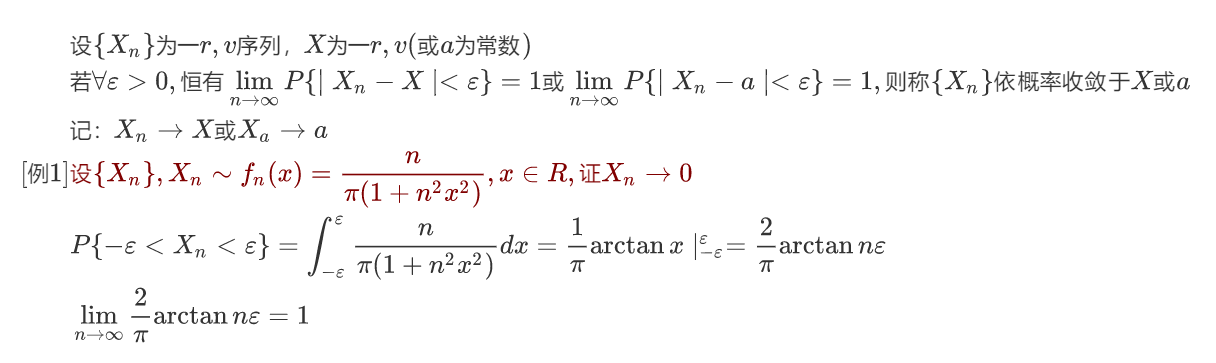 设{Xₙ}为一r, v序列，X为一r, v(或a为常数)
若∀ε > 0, 恒有 lim_{n→∞} P{| Xₙ − X |< ε} = 1或 lim_{n→∞} P{| Xₙ − a |< ε} = 1, 则称{Xₙ}依概率收敛于X或a
记：Xₙ → X或Xₐ → a
[例1]设{Xₙ}, Xₙ ∼ fₙ(x) = n/(π(1 + n²x²)), x ∈ R, 证Xₙ → 0
P{−ε < Xₙ < ε} = ∫_{−ε}^{ε} n/(π(1 + n²x²)) dx = (1/π) arctan x |_{−ε}^{ε} = (2/π) arctan nε
lim_{n→∞} (2/π) arctan nε = 1